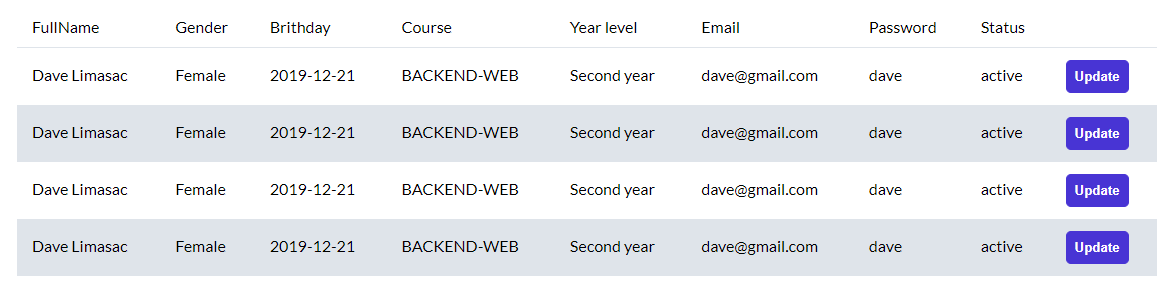 FullName Gender Brithday Course Year level Email Password Status
Dave Limasac Female 2019-12-21 BACKEND-WEB Second year dave@gmail.com dave active Update
Dave Limasac Female 2019-12-21 BACKEND-WEB Second year dave@gmail.com dave active Update
Dave Limasac Female 2019-12-21 BACKEND-WEB Second year dave@gmail.com dave active Update
Dave Limasac Female 2019-12-21 BACKEND-WEB Second year dave@gmail.com dave active Update